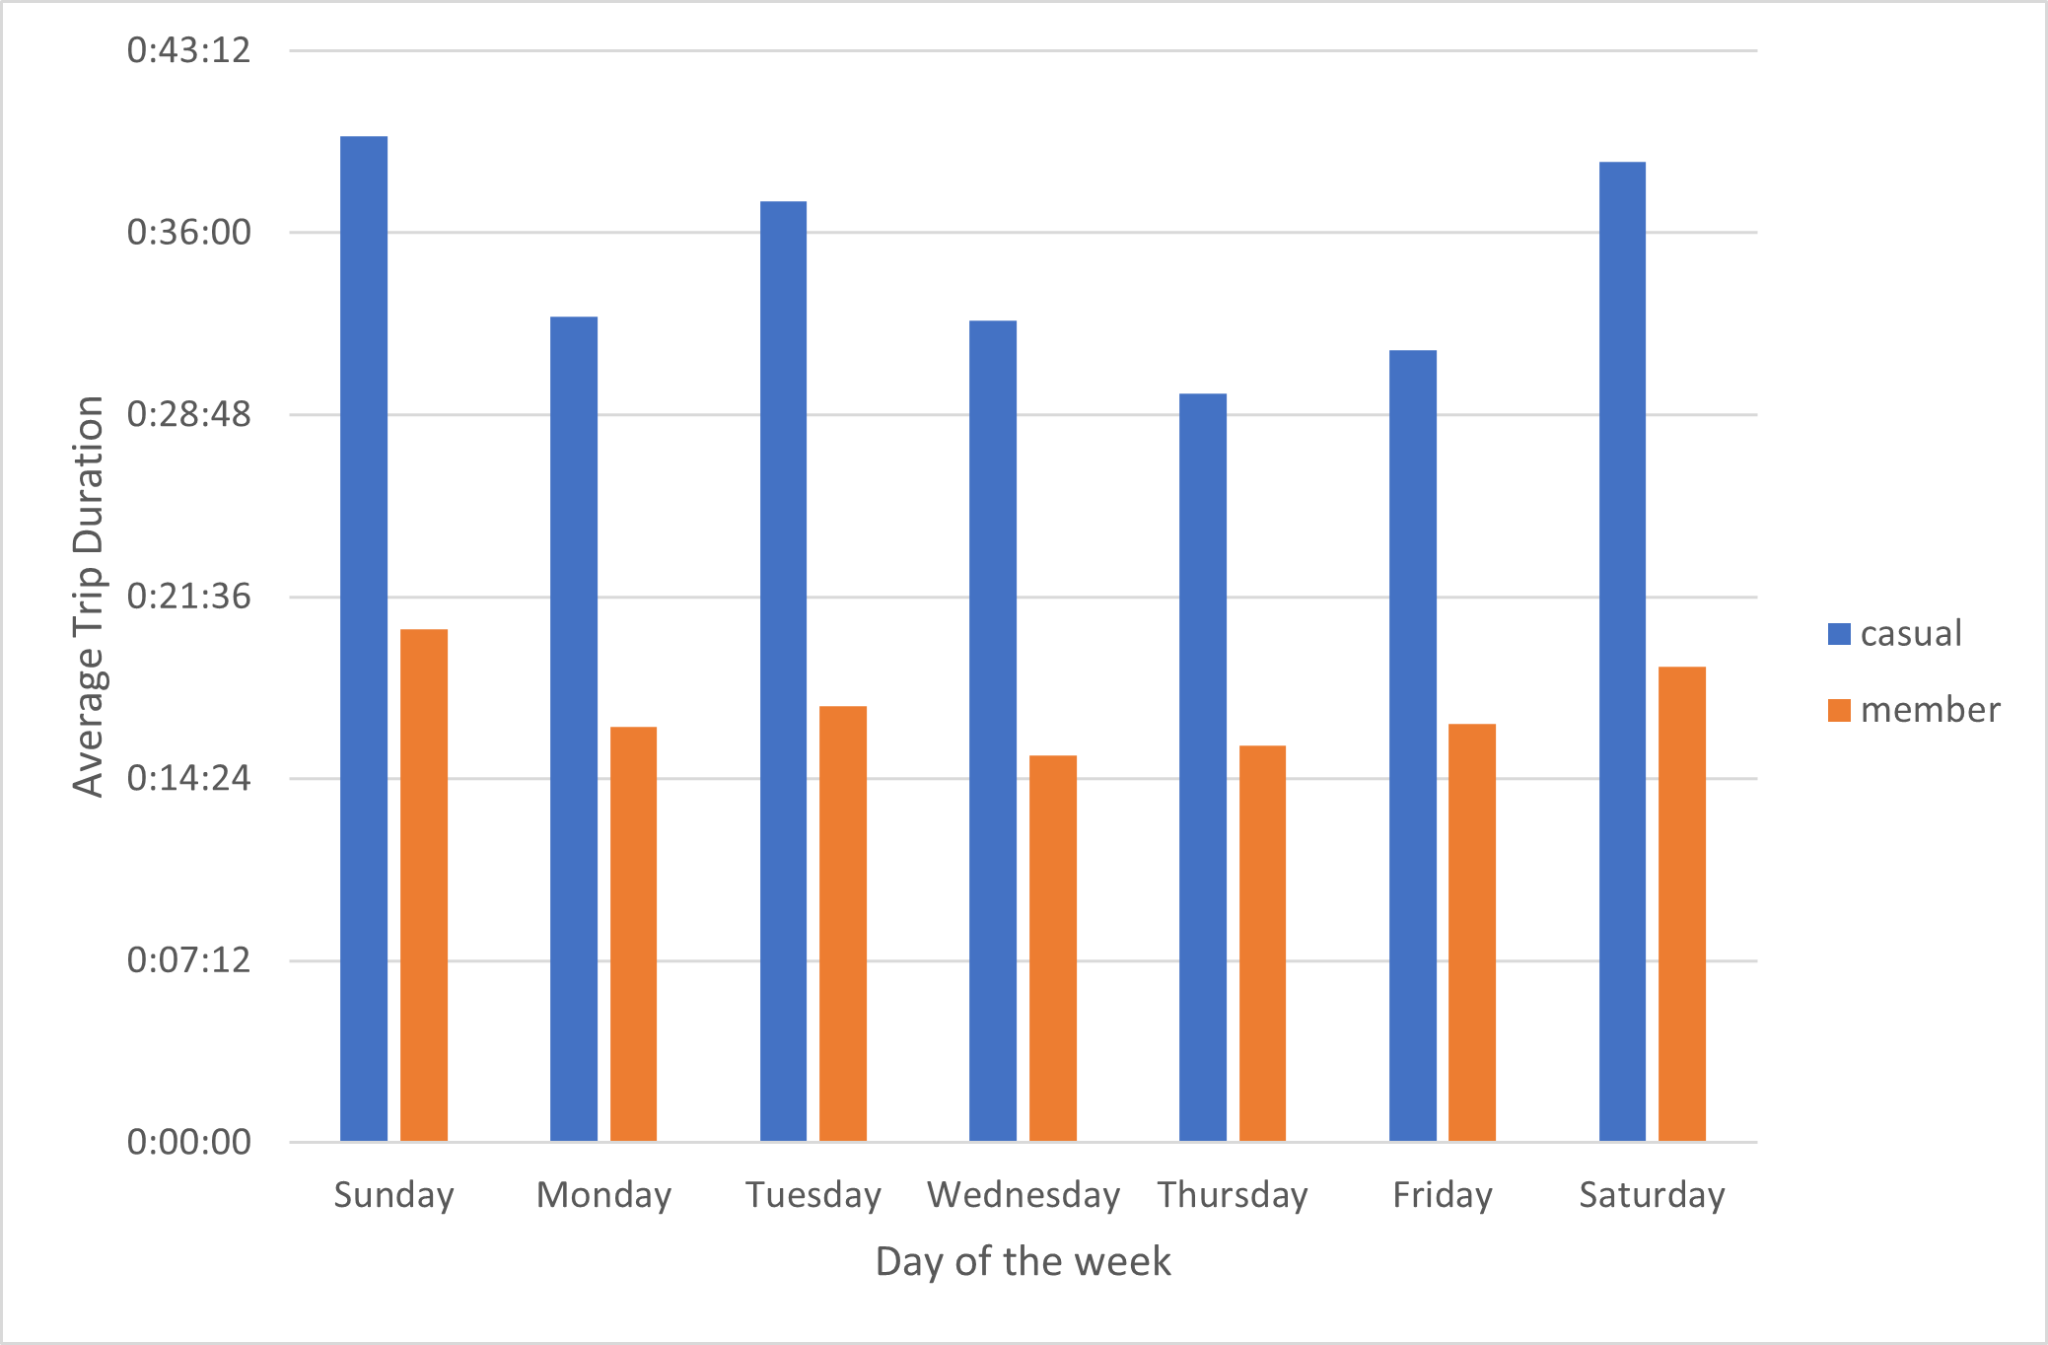 0:43:12
0:36:00
0:28:48
0:21:36
0:14:24
0:07:12
0:00:00
Average Trip Duration
Sunday Monday Tuesday Wednesday Thursday Friday Saturday
Day of the week
casual
member